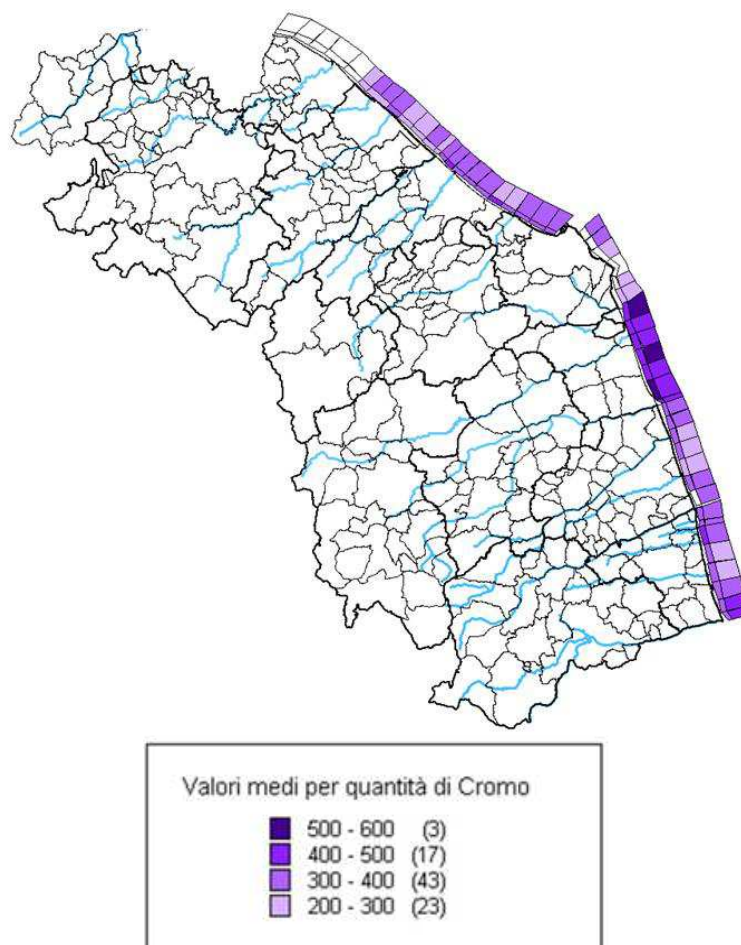 Valori medi per quantità di Cromo
500 - 600 (3)
400 - 500 (17)
300 - 400 (43)
200 - 300 (23)